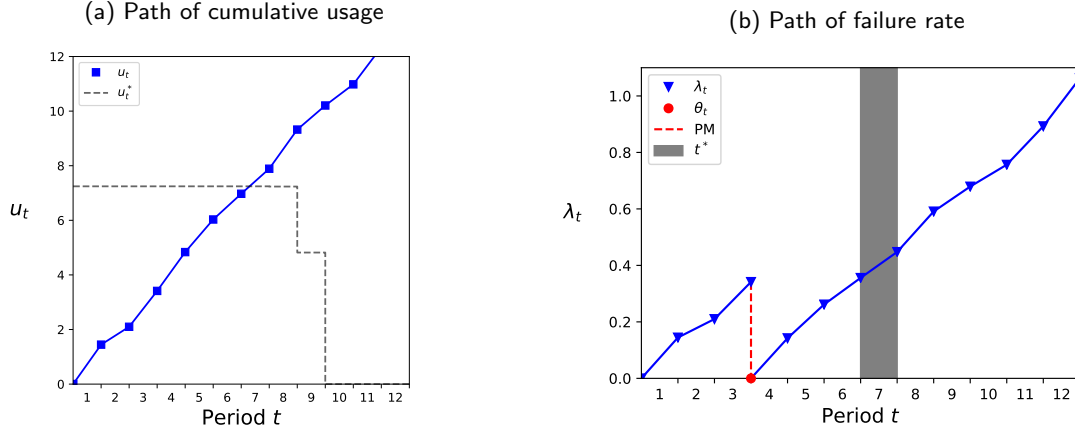 (a) Path of cumulative usage
12
10
8
6
4
2
0
u_t
u_t
u_t^*
1 2 3 4 5 6 7 8 9 10 11 12
Period t
(b) Path of failure rate
1.0
0.8
0.6
0.4
0.2
0.0
λ_t
λ_t
θ_t
PM
t^*
1 2 3 4 5 6 7 8 9 10 11 12
Period t